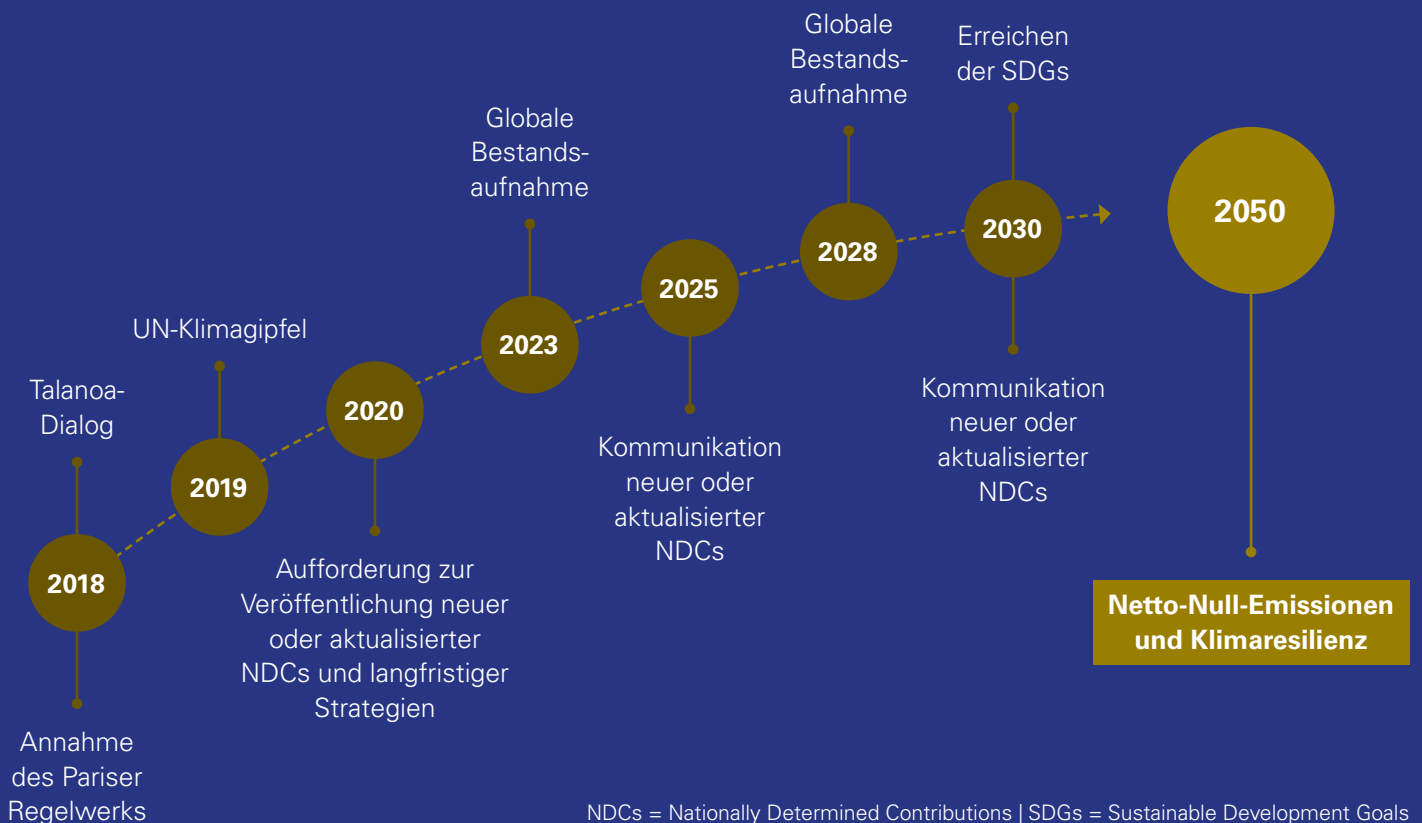 Talanoa-
Dialog
2018
Annahme
des Pariser
Regelwerks
UN-Klimagipfel
2019
2020
Aufforderung zur
Veröffentlichung neuer
oder aktualisierter
NDCs und langfristiger
Strategien
Globale
Bestands-
aufnahme
2023
2025
Kommunikation
neuer oder
aktualisierter
NDCs
Globale
Bestands-
aufnahme
2028
Erreichen
der SDGs
2030
Kommunikation
neuer oder
aktualisierter
NDCs
2050
Netto-Null-Emissionen
und Klimaresilienz
NDCs = Nationally Determined Contributions | SDGs = Sustainable Development Goals